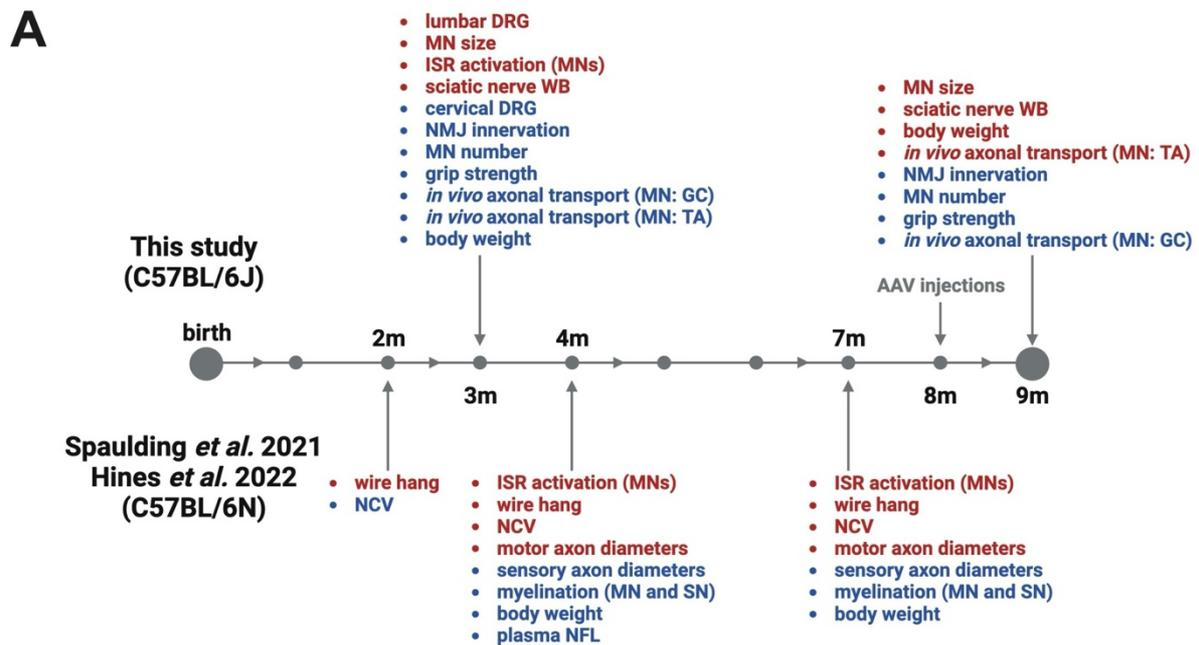 A
• lumbar DRG
• MN size
• ISR activation (MNs)
• sciatic nerve WB
• cervical DRG
• NMJ innervation
• MN number
• grip strength
• in vivo axonal transport (MN: GC)
• in vivo axonal transport (MN: TA)
• body weight
• MN size
• sciatic nerve WB
• body weight
• in vivo axonal transport (MN: TA)
• NMJ innervation
• MN number
• grip strength
• in vivo axonal transport (MN: GC)
This study
(C57BL/6J)
AAV injections
birth
2m
4m
7m
3m
8m
9m
Spaulding et al. 2021
Hines et al. 2022
(C57BL/6N)
• wire hang
• NCV
• ISR activation (MNs)
• wire hang
• NCV
• motor axon diameters
• sensory axon diameters
• myelination (MN and SN)
• body weight
• plasma NFL
• ISR activation (MNs)
• wire hang
• NCV
• motor axon diameters
• sensory axon diameters
• myelination (MN and SN)
• body weight